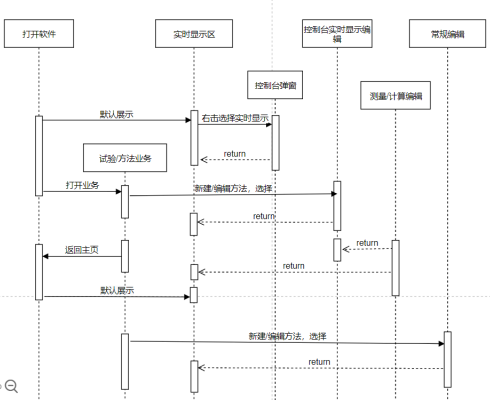 打开软件
实时显示区
控制台实时显示编
辑
常规编辑
控制台弹窗
测量/计算编辑
默认展示
右击选择实时显示
试验/方法业务
return
打开业务
新建/编辑方法，选择
return
return
返回主页
return
默认展示
新建/编辑方法，选择
return